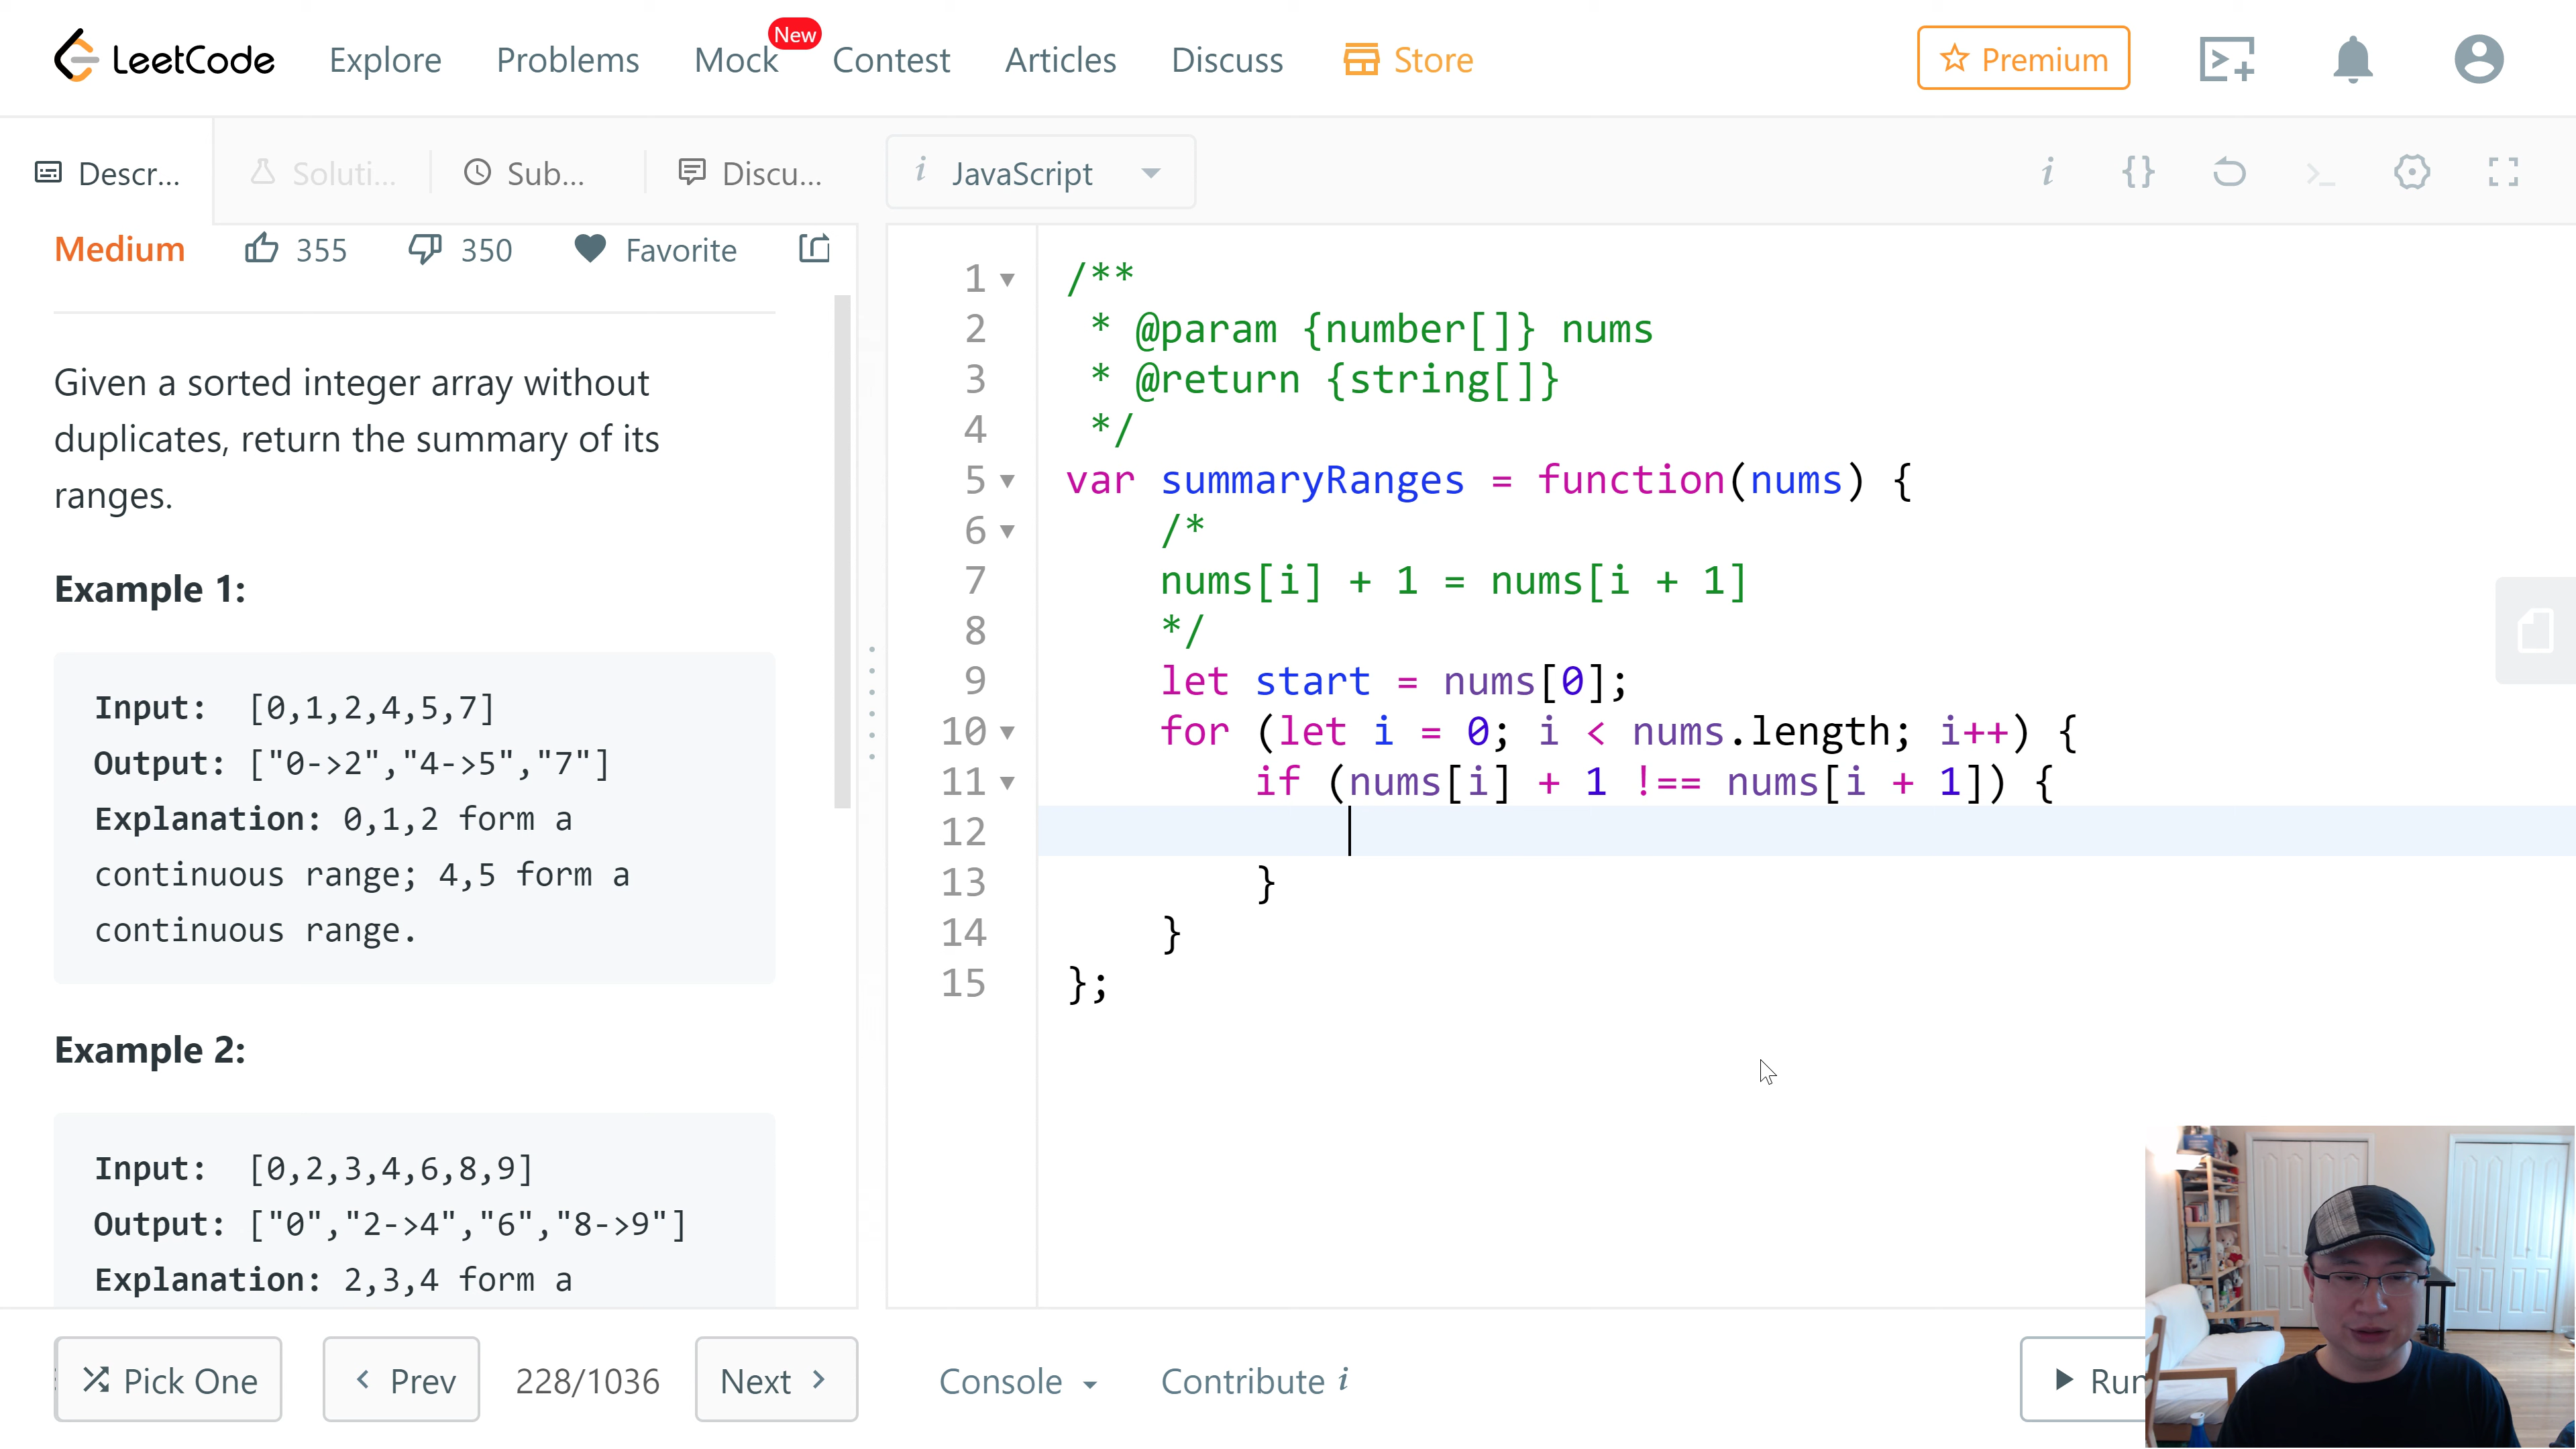 LeetCode
Explore
Problems
Mock
New
Contest
Articles
Discuss
Store
Premium
Descr...
Soluti...
Sub...
Discu...
i JavaScript
i {} >_
Medium
355
350
Favorite
Given a sorted integer array without
duplicates, return the summary of its
ranges.
Example 1:
Input: [0,1,2,4,5,7]
Output: ["0->2","4->5","7"]
Explanation: 0,1,2 form a
continuous range; 4,5 form a
continuous range.
Example 2:
Input: [0,2,3,4,6,8,9]
Output: ["0","2->4","6","8->9"]
Explanation: 2,3,4 form a
1 /**
2  * @param {number[]} nums
3  * @return {string[]}
4  */
5 var summaryRanges = function(nums) {
6     /*
7     nums[i] + 1 = nums[i + 1]
8     */
9     let start = nums[0];
10     for (let i = 0; i < nums.length; i++) {
11         if (nums[i] + 1 !== nums[i + 1]) {
12
13         }
14     }
15 };
Pick One
Prev
228/1036
Next
Console
Contribute i
Run